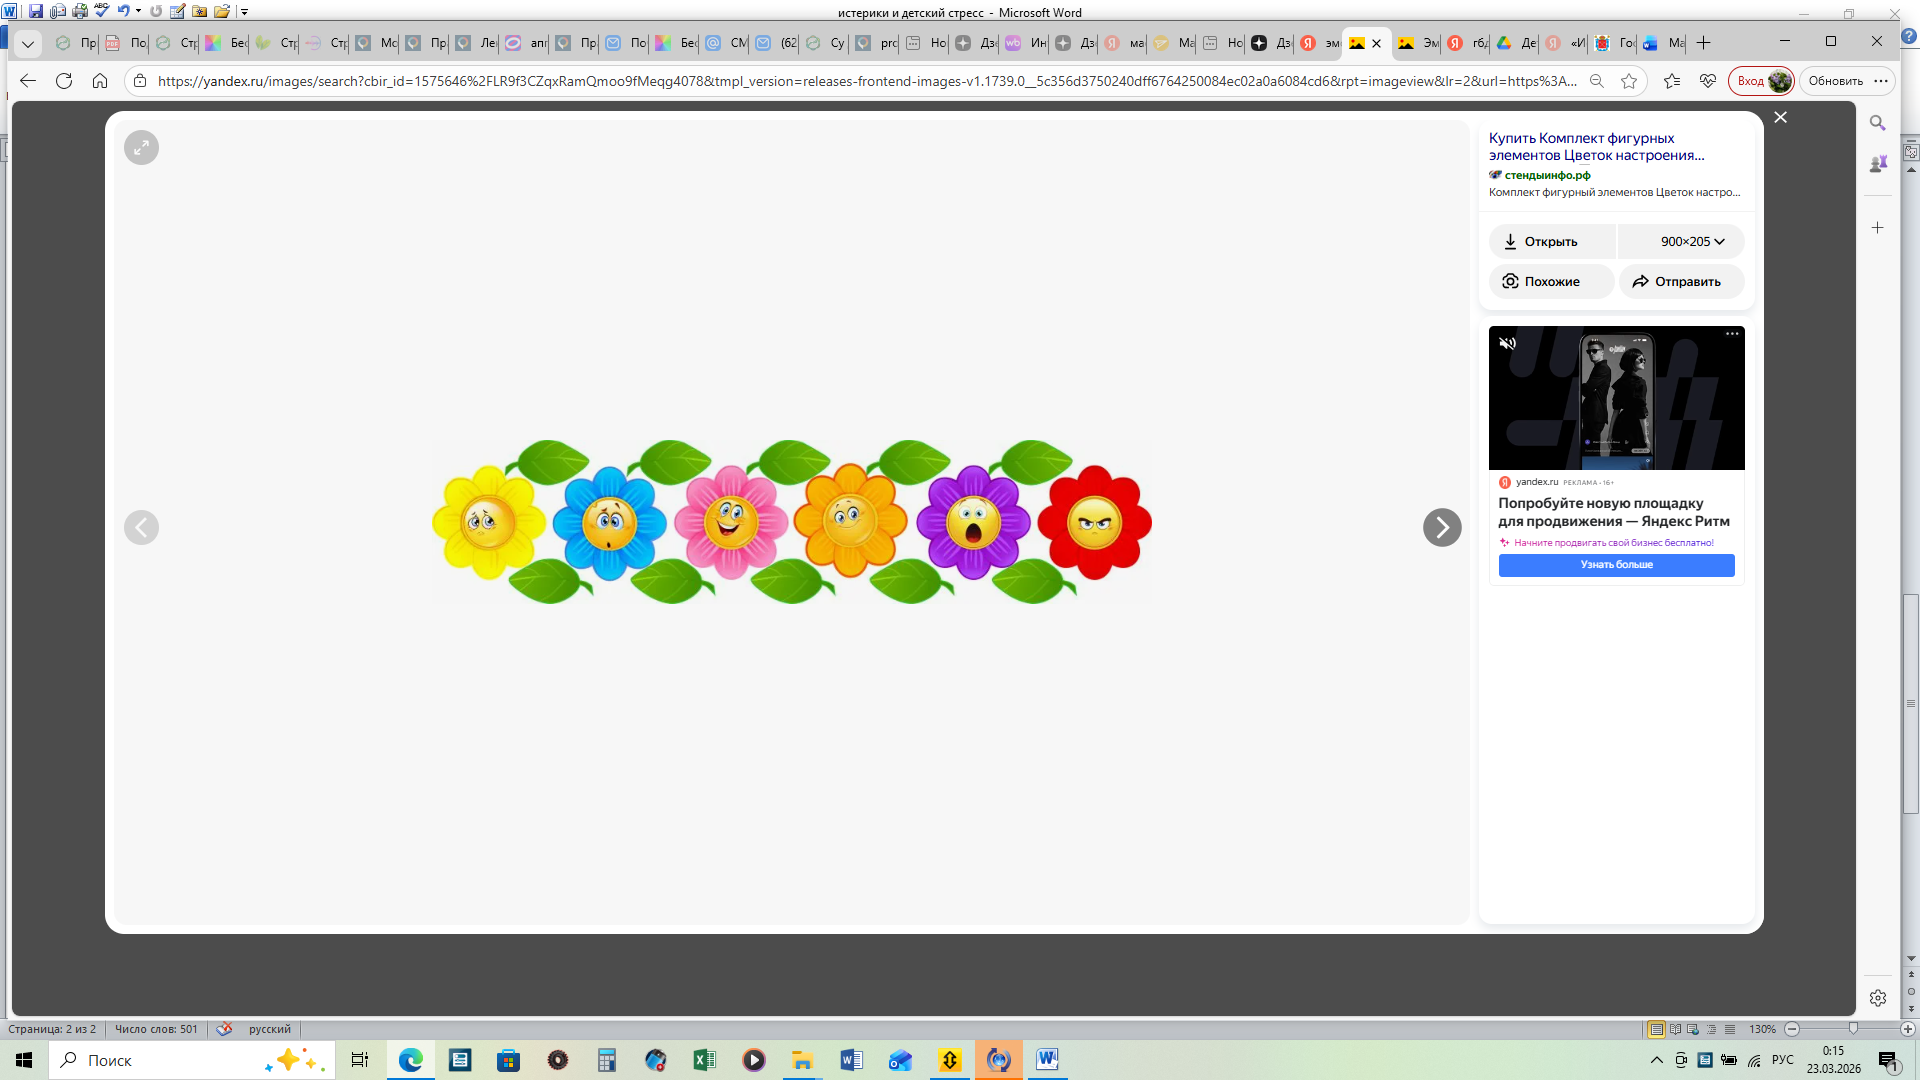 истерики и детский стресс - Microsoft Word
https://yandex.ru/images/search?cbir_id=1575646%2FLR9f3CZqxRamQmoo9fMeqg4078&tmpl_version=releases-frontend-images-v1.1739.0__5c356d3750240dff6764250084ec02a0a6084cd6&rpt=imageview&lr=2&url=https%3A...
Вход
Обновить
Купить Комплект фигурных
элементов Цветок настроения...
стендыинфо.рф
Комплект фигурный элементов Цветок настро...
Открыть
900×205
Похожие
Отправить
yandex.ru РЕКЛАМА • 16+
Попробуйте новую площадку
для продвижения — Яндекс Ритм
Начните продвигать свой бизнес бесплатно!
Узнать больше
Страница: 2 из 2
Число слов: 501
русский
130%
Поиск
РУС
0:15
23.03.2026